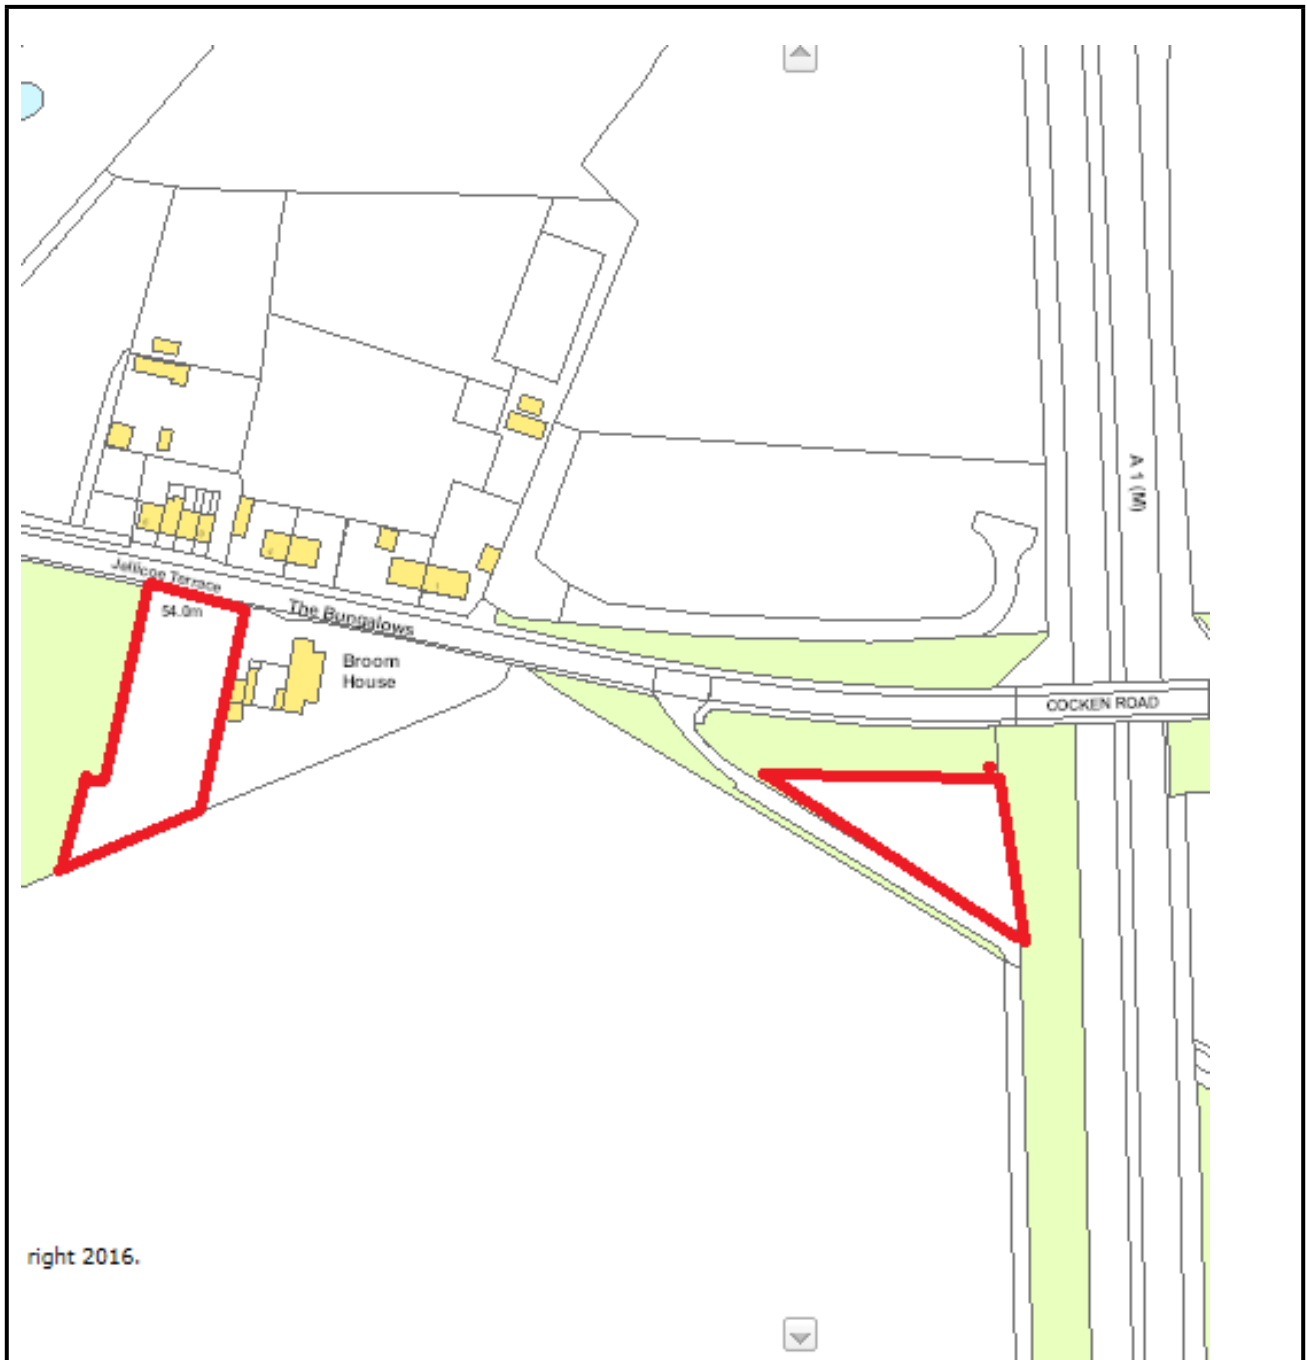 A 1 (M)
Jellicoe Terrace
54.0m
The Bungalows
Broom
House
COCKEN ROAD
right 2016.